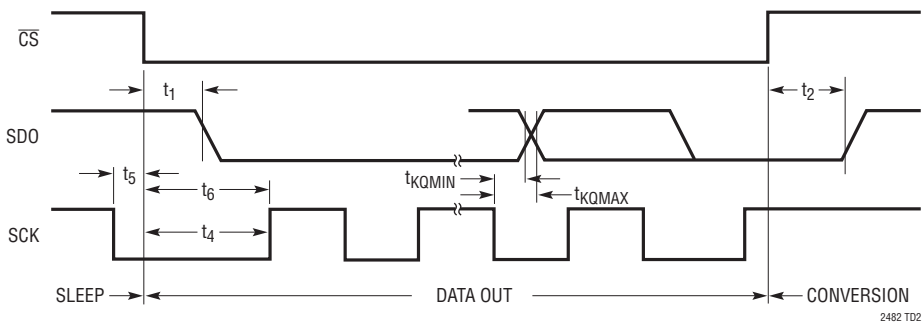 CS
t1
t2
SDO
t5
t6
tKQMIN
tKQMAX
t4
SCK
SLEEP
DATA OUT
CONVERSION
2482 TD2